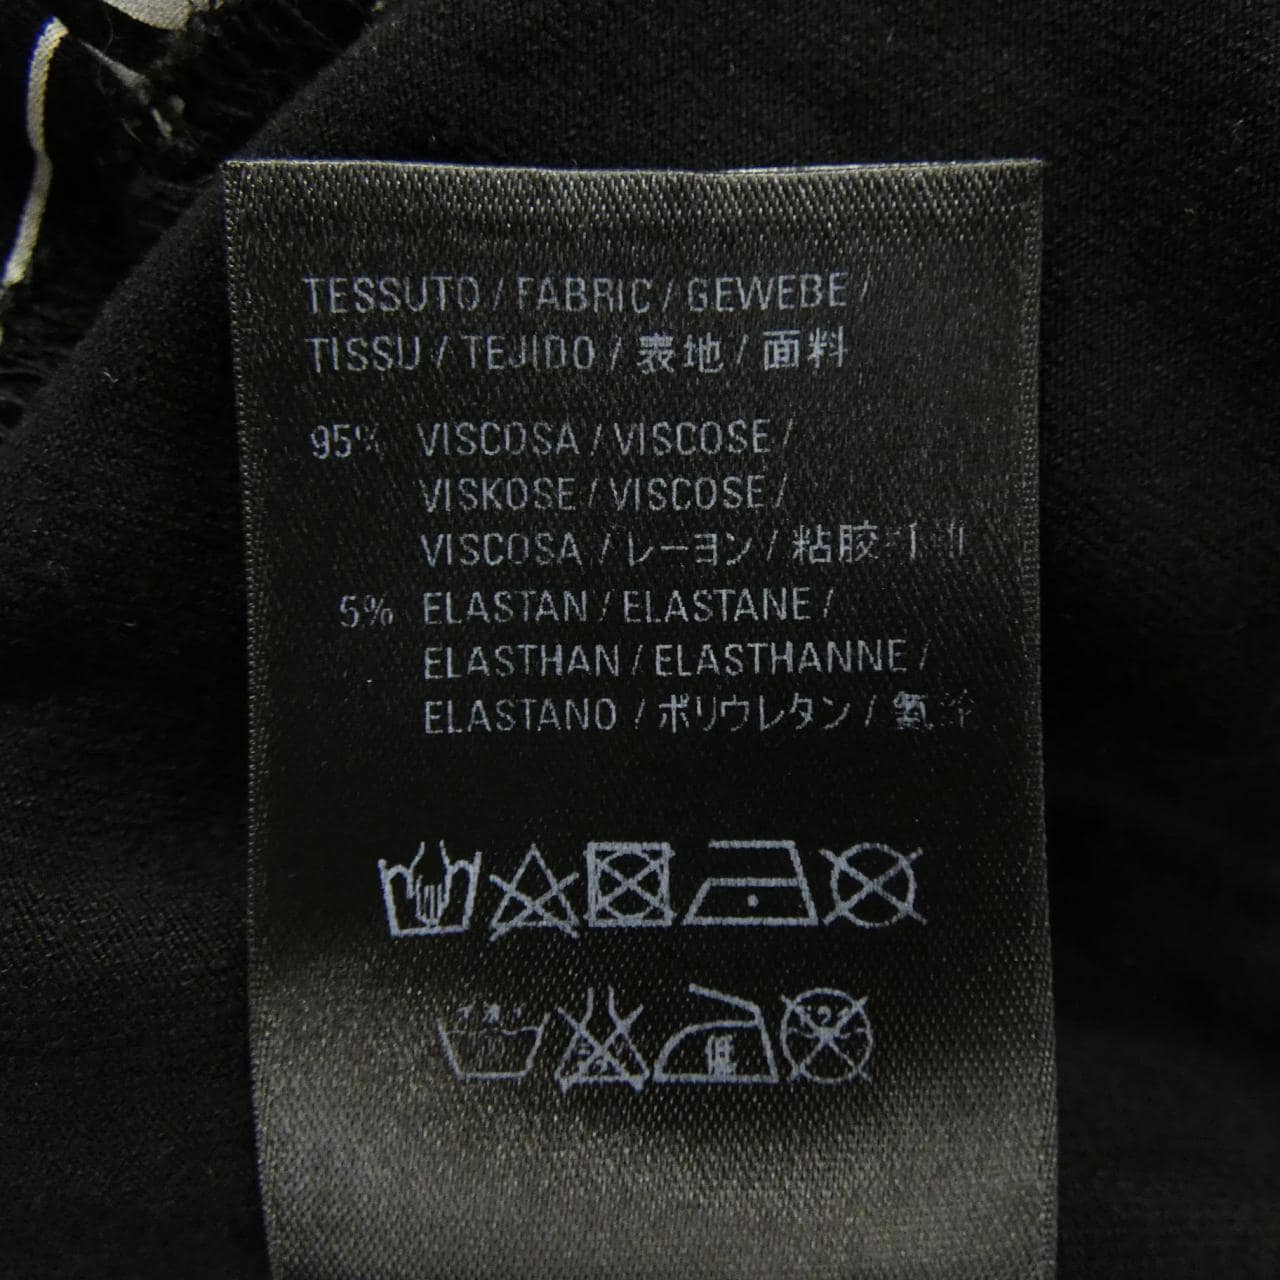 TESSUTO / FABRIC / GEWEBE /
TISSU / TEJIDO / 表地 / 面料
95% VISCOSA / VISCOSE /
VISKOSE / VISCOSE /
VISCOSA / レーヨン / 粘胶
5% ELASTAN / ELASTANE /
ELASTHAN / ELASTHANNE /
ELASTANO / ポリウレタン /
低